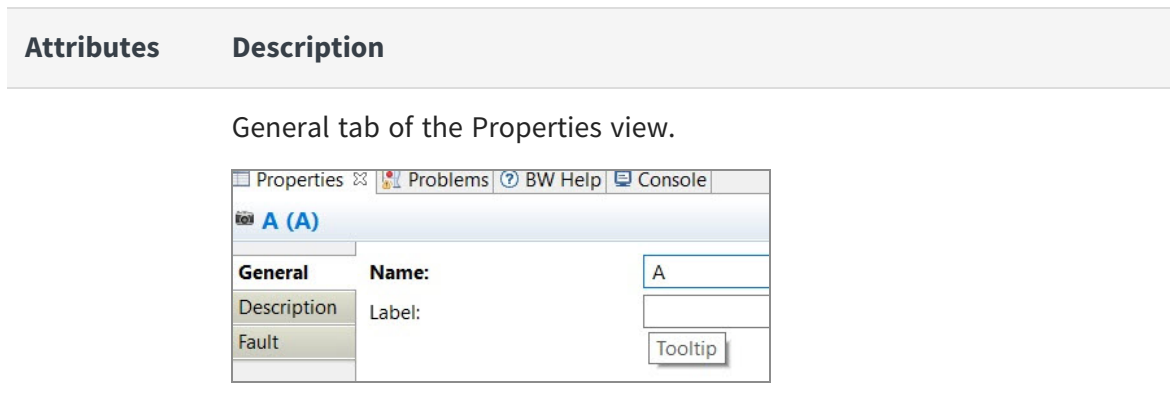 Attributes Description
General tab of the Properties view.
Properties Problems BW Help Console
A (A)
General Name: A
Description Label:
Fault Tooltip